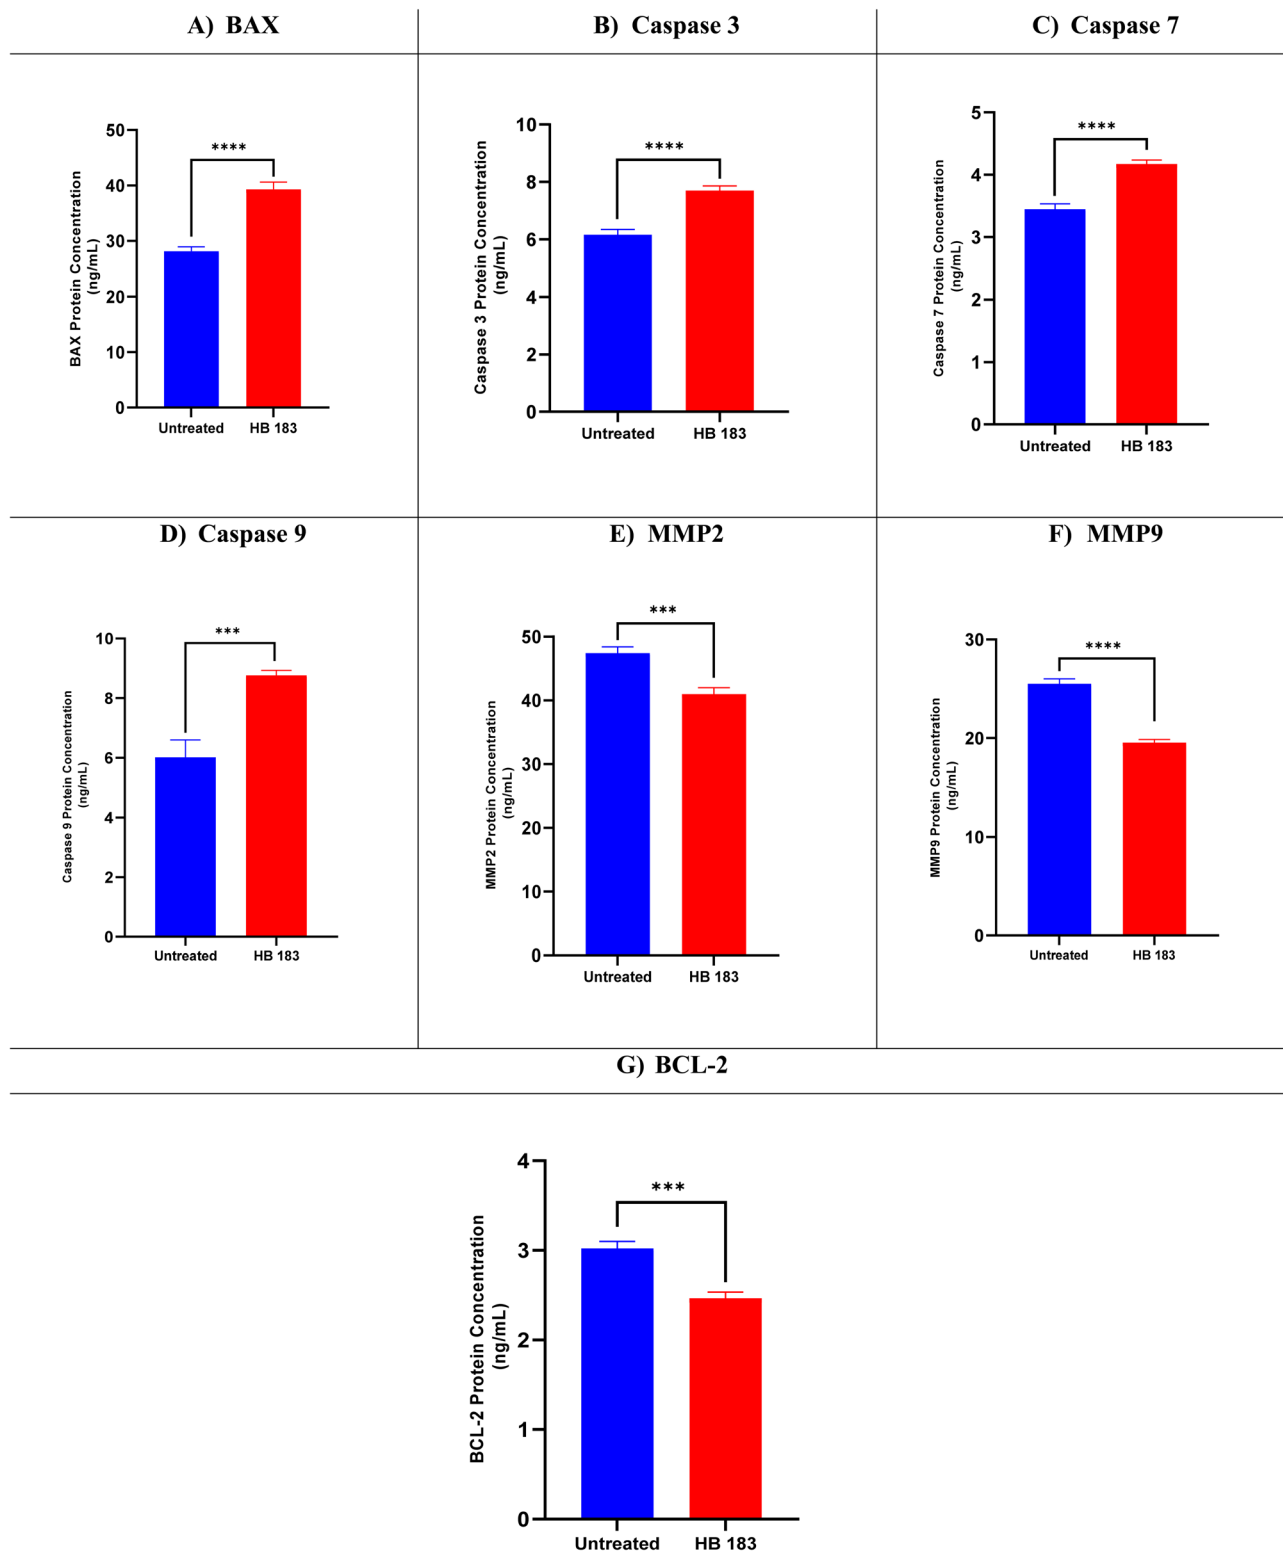 A) BAX
B) Caspase 3
C) Caspase 7
BAX Protein Concentration
(ng/mL)
50
40
30
20
10
0
****
Untreated
HB 183
Caspase 3 Protein Concentration
(ng/mL)
10
8
6
4
2
0
****
Untreated
HB 183
Caspase 7 Protein Concentration
(ng/mL)
5
4
3
2
1
0
****
Untreated
HB 183
D) Caspase 9
E) MMP2
F) MMP9
Caspase 9 Protein Concentration
(ng/mL)
10
8
6
4
2
0
***
Untreated
HB 183
MMP2 Protein Concentration
(ng/mL)
50
40
30
20
10
0
***
Untreated
HB 183
MMP9 Protein Concentration
(ng/mL)
30
20
10
0
****
Untreated
HB 183
G) BCL-2
BCL-2 Protein Concentration
(ng/mL)
4
3
2
1
0
***
Untreated
HB 183